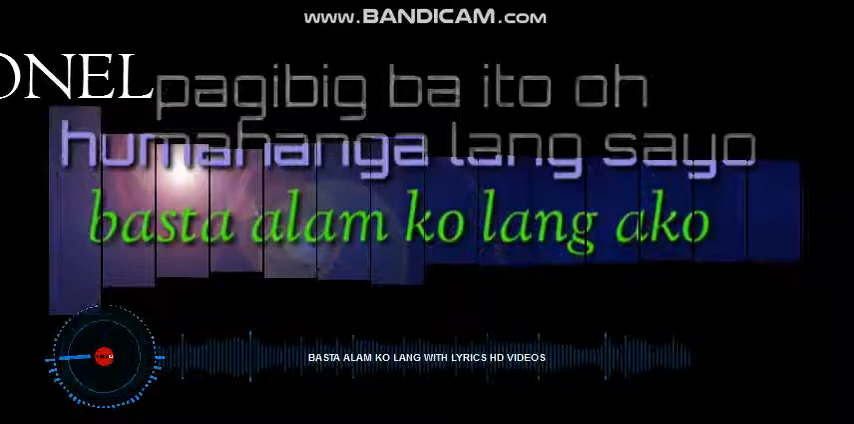 WWW.BANDICAM.COM
ONEL
pagibig ba ito oh
humahanga lang sayo
basta alam ko lang ako
BASTA ALAM KO LANG WITH LYRICS HD VIDEOS